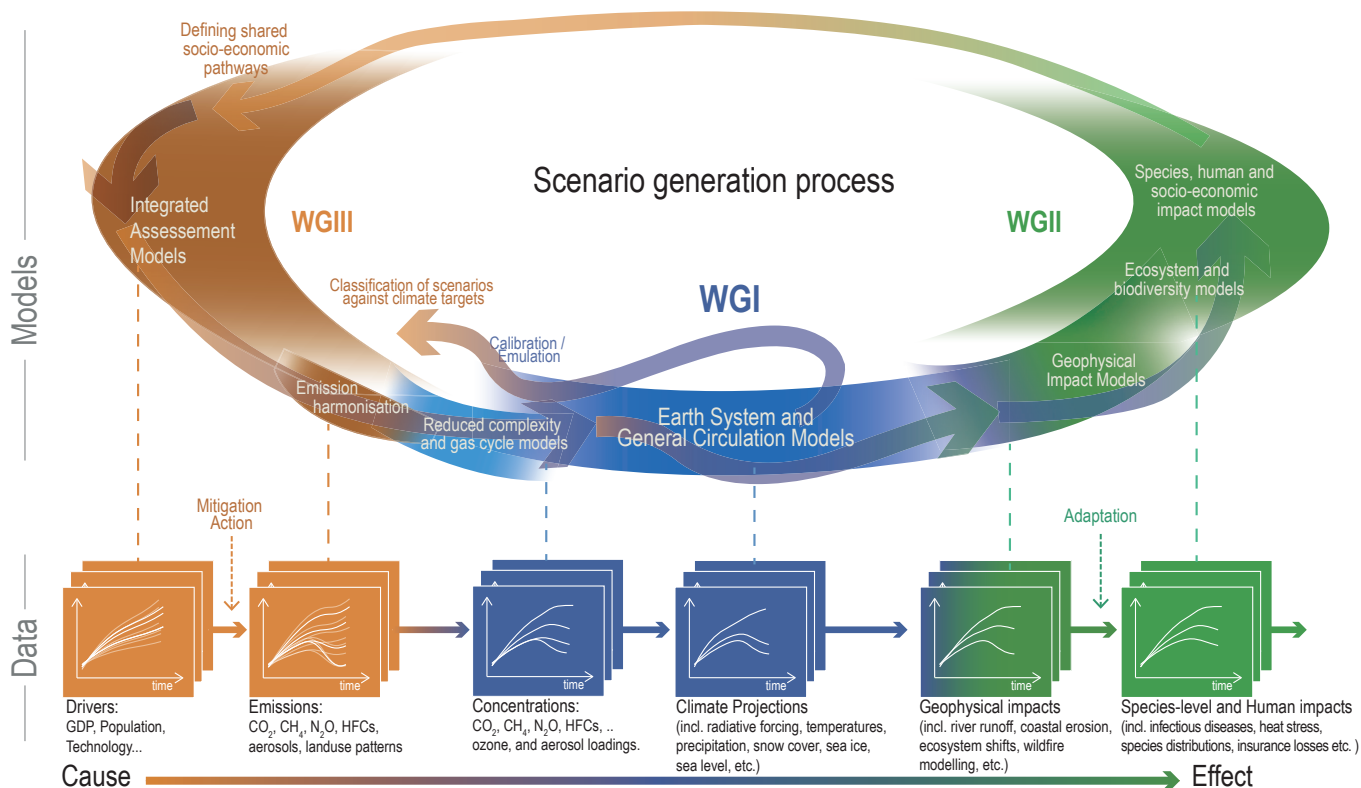 Models
Data
Defining shared
socio-economic
pathways
Scenario generation process
Integrated
Assessement
Models
WGIII
WGII
WGI
Species, human and
socio-economic
impact models
Ecosystem and
biodiversity models
Classification of scenarios
against climate targets
Calibration /
Emulation
Geophysical
Impact Models
Emission
harmonisation
Reduced complexity
and gas cycle models
Earth System and
General Circulation Models
Mitigation
Action
Adaptation
time
time
time
time
time
time
Drivers:
GDP, Population,
Technology...
Emissions:
CO₂, CH₄, N₂O, HFCs,
aerosols, landuse patterns
Concentrations:
CO₂, CH₄, N₂O, HFCs, ..
ozone, and aerosol loadings.
Climate Projections
(incl. radiative forcing, temperatures,
precipitation, snow cover, sea ice,
sea level, etc.)
Geophysical impacts
(incl. river runoff, coastal erosion,
ecosystem shifts, wildfire
modelling, etc.)
Species-level and Human impacts
(incl. infectious diseases, heat stress,
species distributions, insurance losses etc. )
Cause
Effect